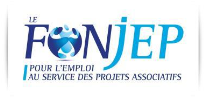 LE
FONJEP
POUR L'EMPLOI
AU SERVICE DES PROJETS ASSOCIATIFS